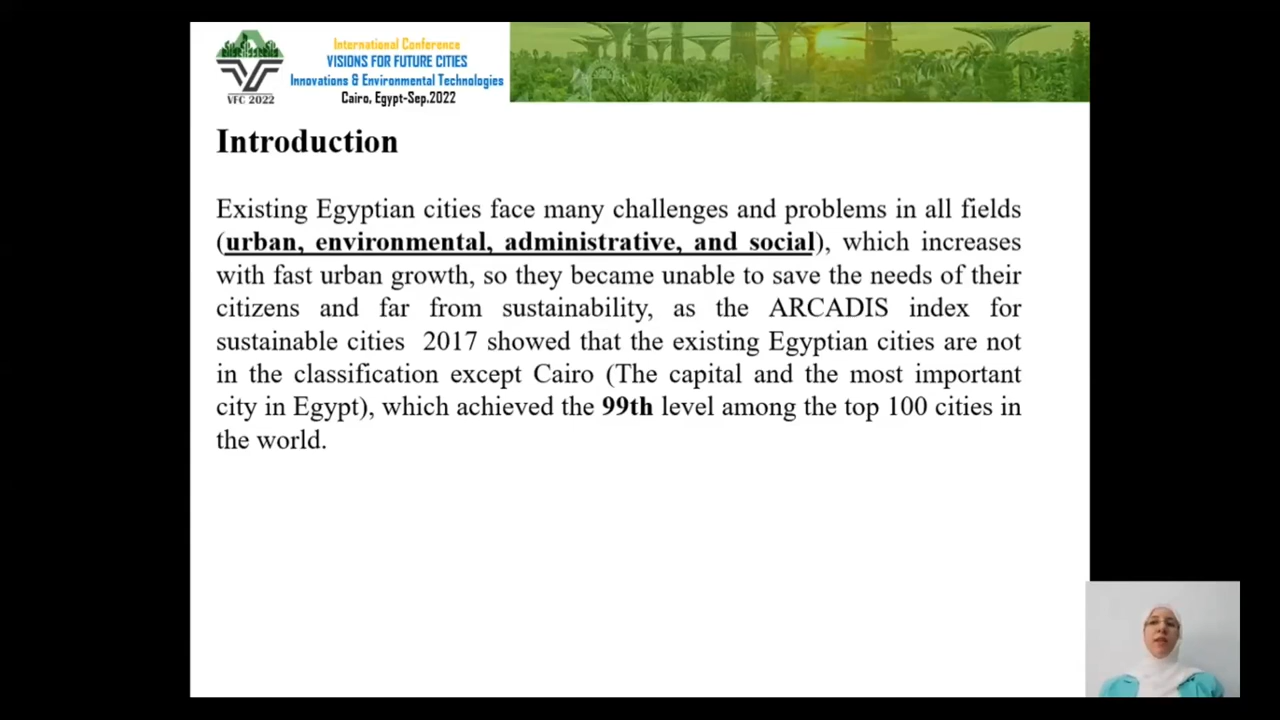 International Conference
VISIONS FOR FUTURE CITIES
Innovations & Environmental Technologies
Cairo, Egypt-Sep.2022
VFC 2022
Introduction
Existing Egyptian cities face many challenges and problems in all fields
(urban, environmental, administrative, and social), which increases
with fast urban growth, so they became unable to save the needs of their
citizens and far from sustainability, as the ARCADIS index for
sustainable cities 2017 showed that the existing Egyptian cities are not
in the classification except Cairo (The capital and the most important
city in Egypt), which achieved the 99th level among the top 100 cities in
the world.